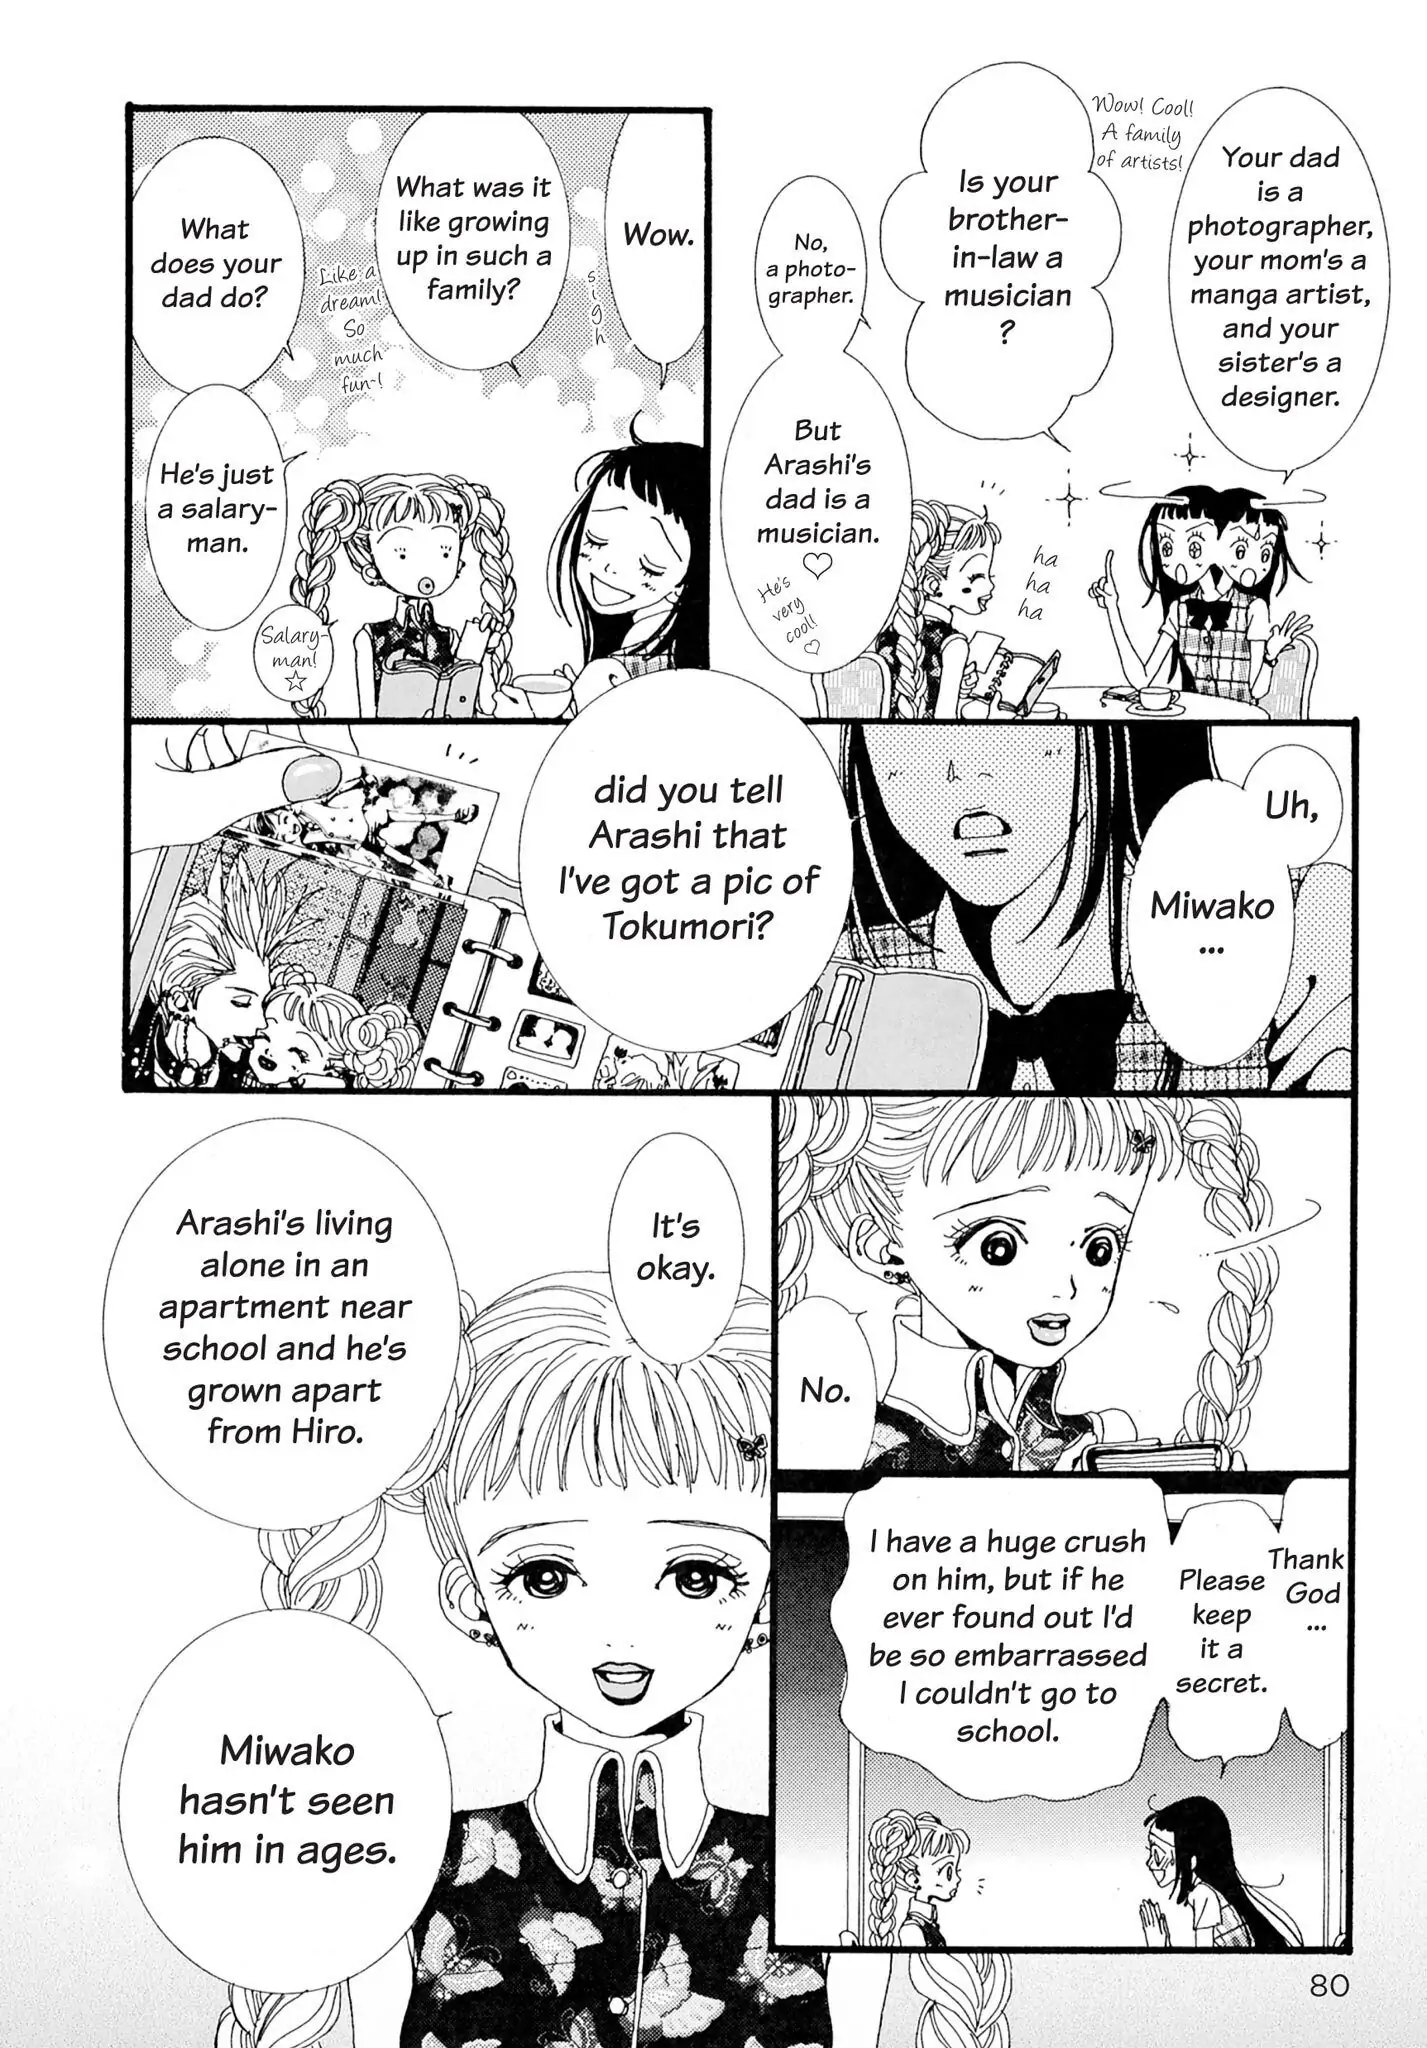 Your dad
is a
photographer,
your mom's a
manga artist,
and your
sister's a
designer.
Wow! Cool!
A family
of artists!
Is your
brother-
in-law a
musician
?
No,
a photo-
grapher.
But
Arashi's
dad is a
musician.
♡
He's
very
cool!
♡
ha
ha
ha
Wow.
sigh
What was it
like growing
up in such a
family?
Like a
dream!
So
much
fun-!
What
does your
dad do?
He's just
a salary-
man.
Salary-
man!
☆
Uh,
Miwako
...
did you tell
Arashi that
I've got a pic of
Tokumori?
No.
Thank
God
...
Please
keep
it a
secret.
I have a huge crush
on him, but if he
ever found out I'd
be so embarrassed
I couldn't go to
school.
It's
okay.
Arashi's living
alone in an
apartment near
school and he's
grown apart
from Hiro.
Miwako
hasn't seen
him in ages.
80